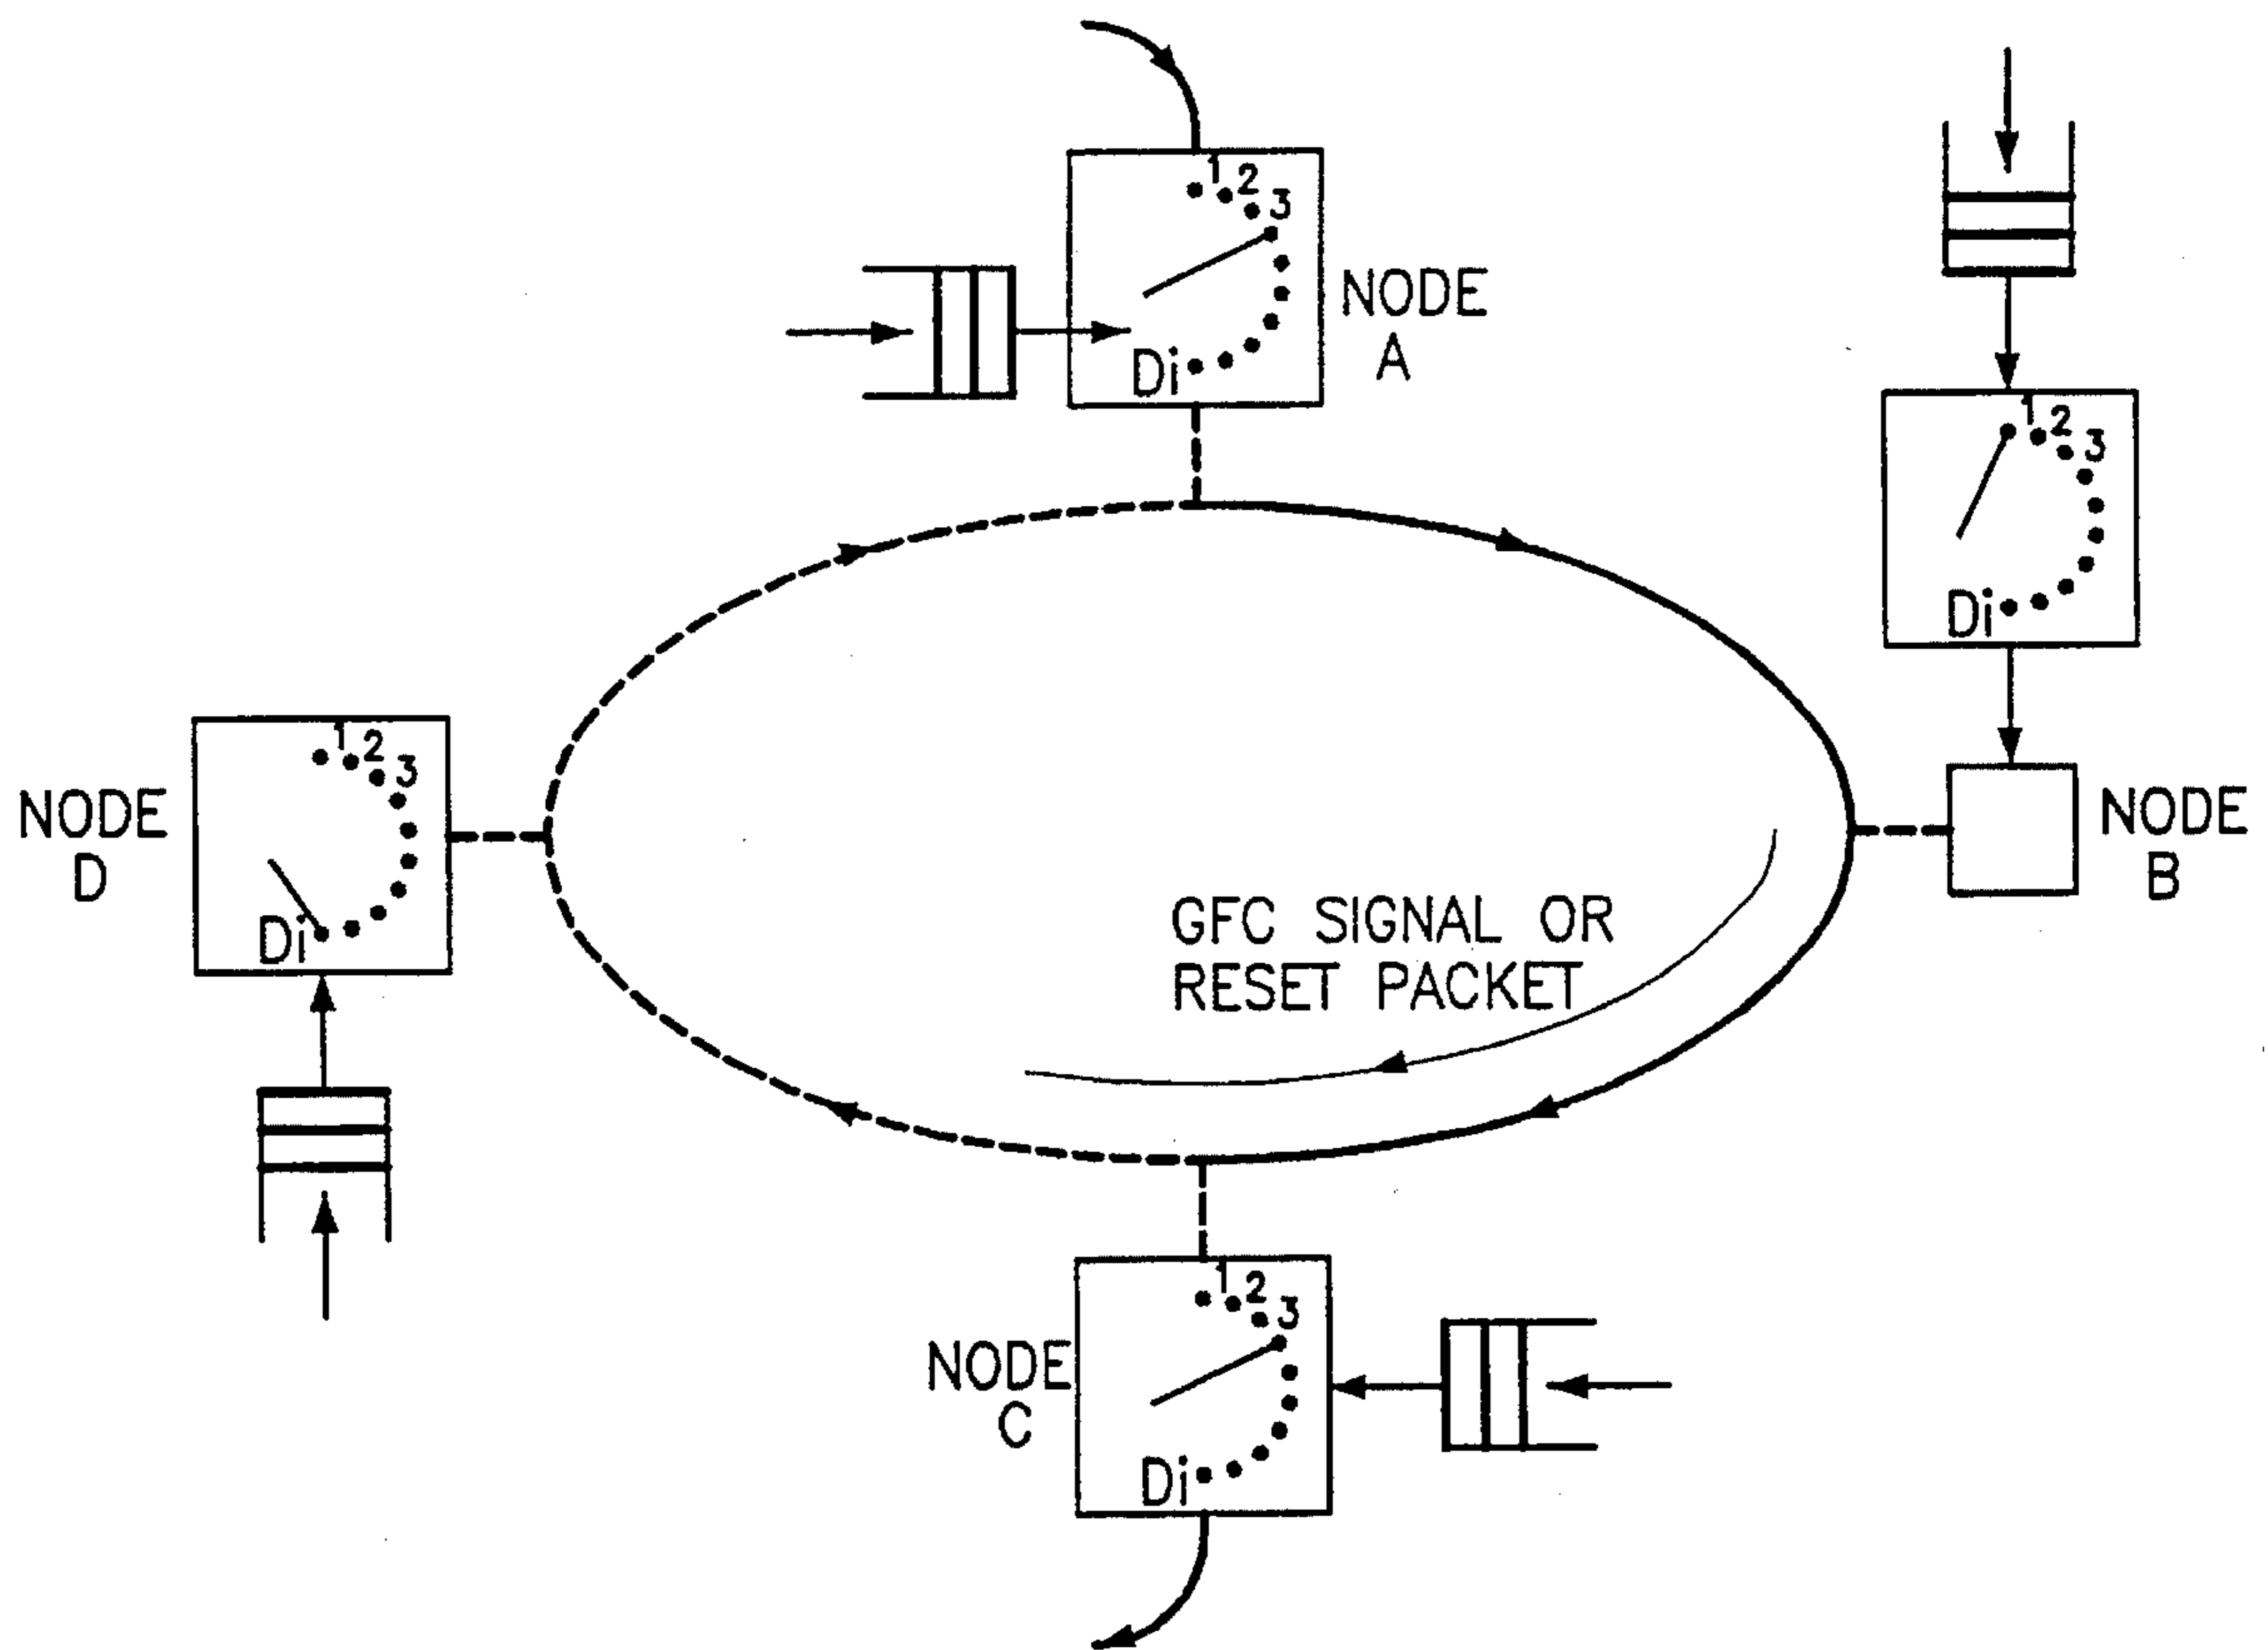 1
2
3
Di
NODE
A
1
2
3
Di
NODE
B
1
2
3
Di
NODE
D
GFC SIGNAL OR
RESET PACKET
1
2
3
Di
NODE
C